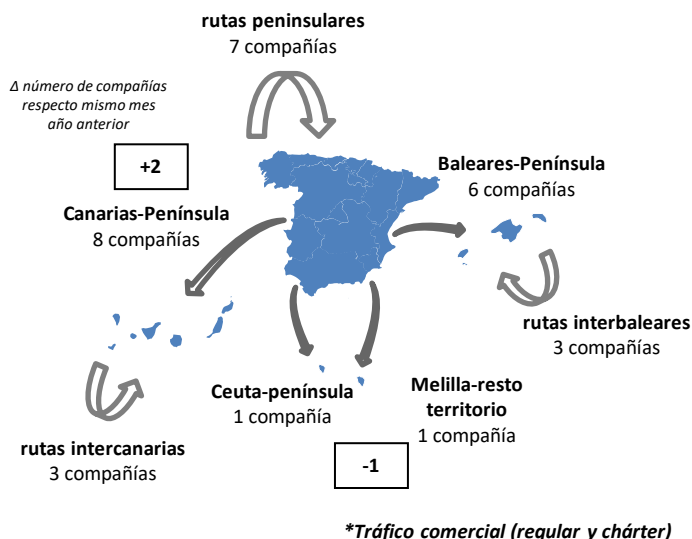 rutas peninsulares
7 compañías
Δ número de compañías
respecto mismo mes
año anterior
+2
Canarias-Península
8 compañías
Baleares-Península
6 compañías
rutas interbaleares
3 compañías
Ceuta-península
1 compañía
Melilla-resto
territorio
1 compañía
-1
rutas intercanarias
3 compañías
*Tráfico comercial (regular y chárter)